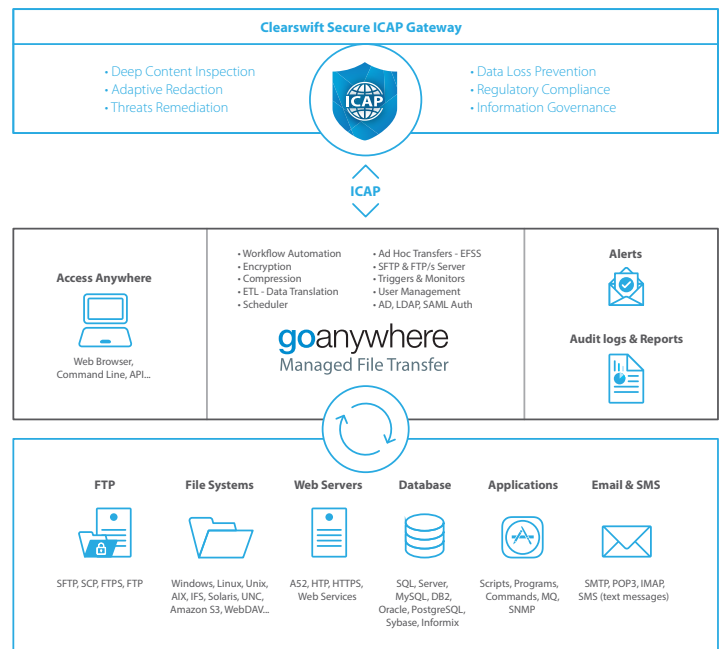 Clearswift Secure ICAP Gateway
• Deep Content Inspection
• Adaptive Redaction
• Threats Remediation
ICAP
• Data Loss Prevention
• Regulatory Compliance
• Information Governance
ICAP
Access Anywhere
Web Browser,
Command Line, API...
• Workflow Automation
• Encryption
• Compression
• ETL - Data Translation
• Scheduler
• Ad Hoc Transfers - EFSS
• SFTP & FTP/s Server
• Triggers & Monitors
• User Management
• AD, LDAP, SAML Auth
goanywhere
Managed File Transfer
Alerts
Audit logs & Reports
FTP
SFTP, SCP, FTPS, FTP
File Systems
Windows, Linux, Unix,
AIX, IFS, Solaris, UNC,
Amazon S3, WebDAV...
Web Servers
A52, HTP, HTTPS,
Web Services
Database
SQL, Server,
MySQL, DB2,
Oracle, PostgreSQL,
Sybase, Informix
Applications
Scripts, Programs,
Commands, MQ,
SNMP
Email & SMS
SMTP, POP3, IMAP,
SMS (text messages)